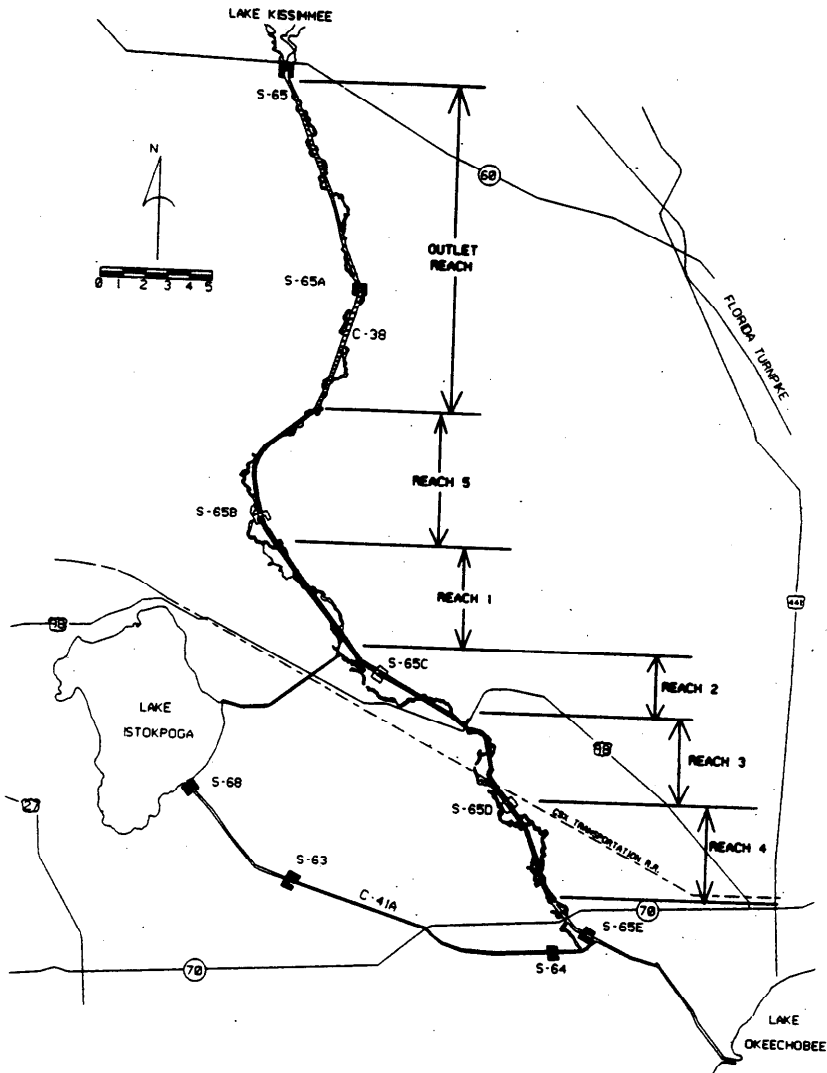 LAKE KISSIMMEE
S-65
N
60
OUTLET
REACH
0 1 2 3 4 5
S-65A
C-38
FLORIDA TURNPIKE
REACH 5
S-65B
REACH 1
441
98
S-65C
REACH 2
LAKE
ISTOKPOGA
98
REACH 3
S-68
27
S-65D
CSX TRANSPORTATION R.R.
REACH 4
S-63
C-41A
70
S-65E
70
S-64
LAKE
OKEECHOBEE